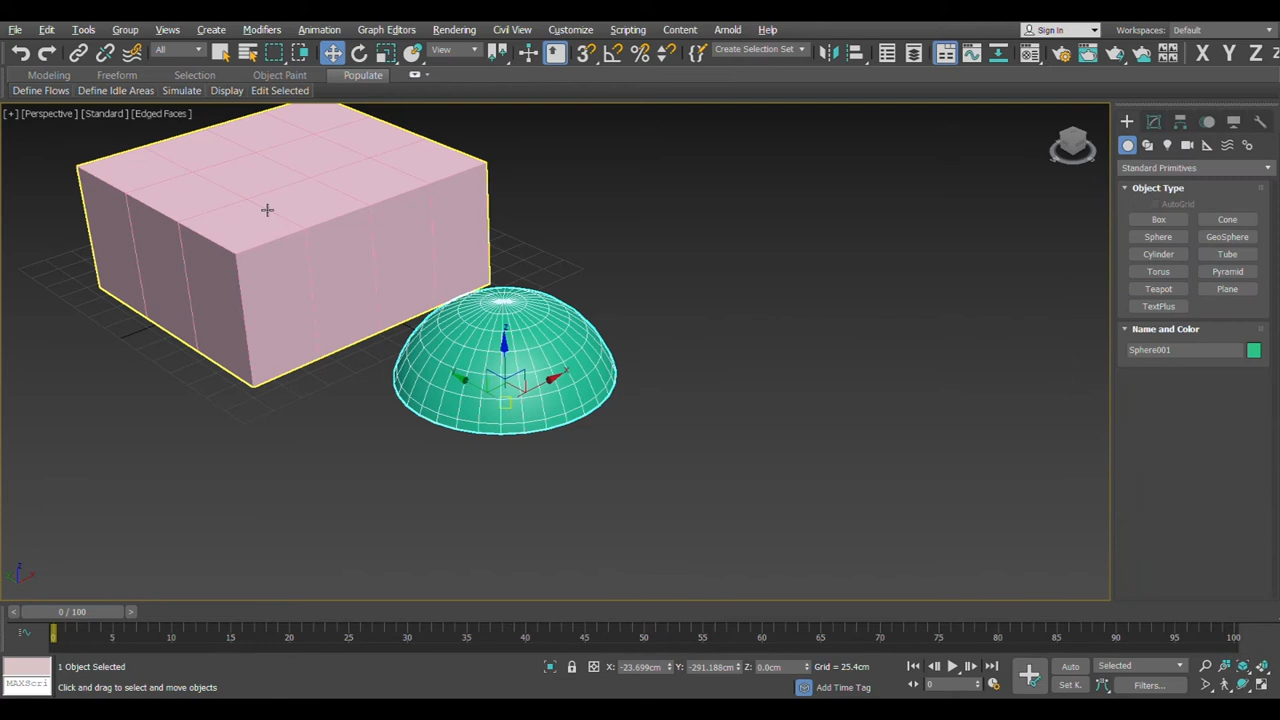 File Edit Tools Group Views Create Modifiers Animation Graph Editors Rendering Civil View Customize Scripting Content Arnold Help Sign In Workspaces: Default
All View Create Selection Set X Y Z
Modeling Freeform Selection Object Paint Populate
Define Flows Define Idle Areas Simulate Display Edit Selected
[+] [Perspective ] [Standard ] [Edged Faces ]
Standard Primitives
Object Type
AutoGrid
Box Cone
Sphere GeoSphere
Cylinder Tube
Torus Pyramid
Teapot Plane
TextPlus
Name and Color
Sphere001
z
x
z
x
< 0 / 100 >
0 5 10 15 20 25 30 35 40 45 50 55 60 65 70 75 80 85 90 95 100
1 Object Selected X: -23.699cm Y: -291.188cm Z: 0.0cm Grid = 25.4cm Auto Selected
MAXScri Click and drag to select and move objects Add Time Tag 0 Set K. Filters...